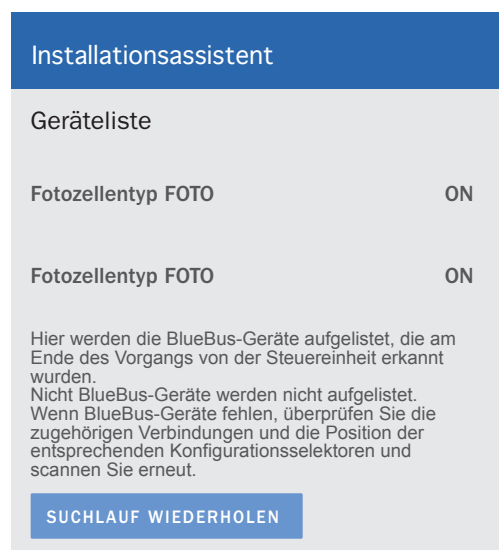 Installationsassistent
Geräteliste
Fotozellentyp FOTO ON
Fotozellentyp FOTO ON
Hier werden die BlueBus-Geräte aufgelistet, die am
Ende des Vorgangs von der Steuereinheit erkannt
wurden.
Nicht BlueBus-Geräte werden nicht aufgelistet.
Wenn BlueBus-Geräte fehlen, überprüfen Sie die
zugehörigen Verbindungen und die Position der
entsprechenden Konfigurationsselektoren und
scannen Sie erneut.
SUCHLAUF WIEDERHOLEN